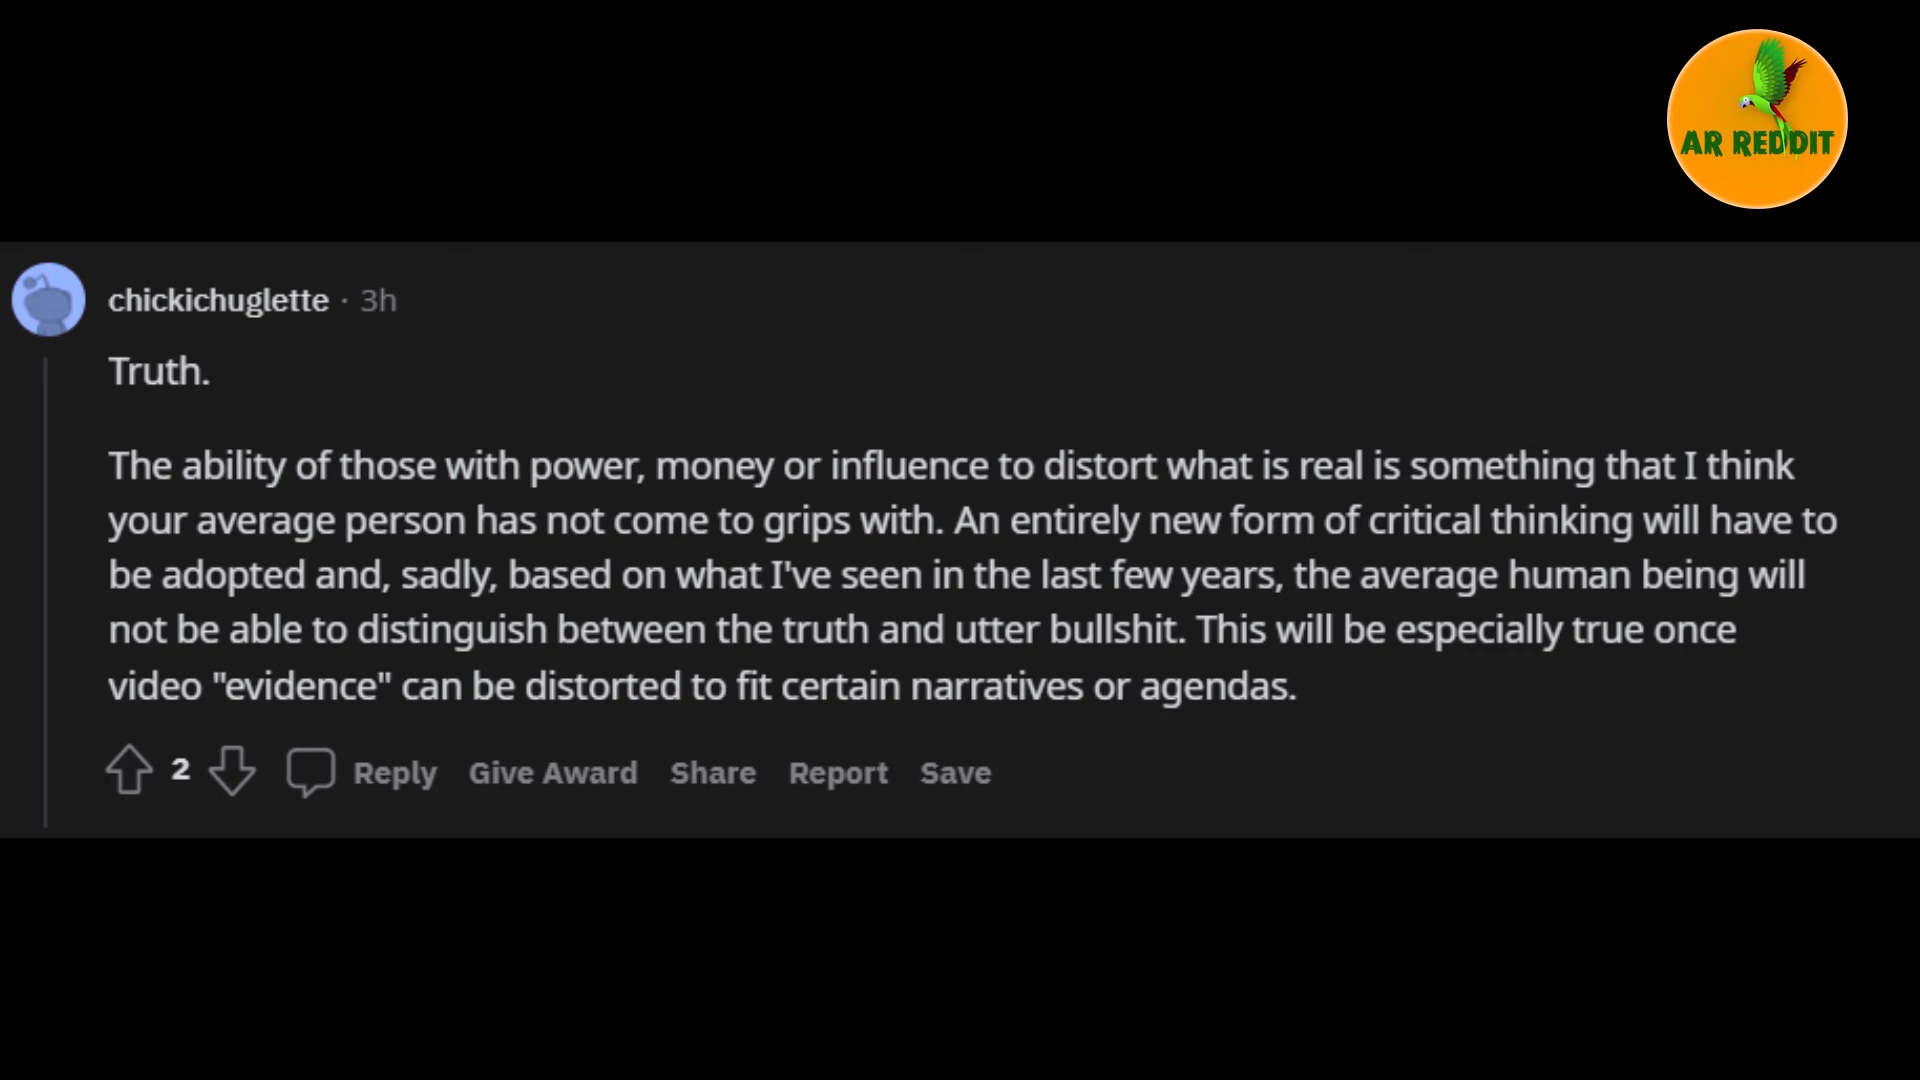 AR REDDIT
chickichuglette · 3h
Truth.
The ability of those with power, money or influence to distort what is real is something that I think
your average person has not come to grips with. An entirely new form of critical thinking will have to
be adopted and, sadly, based on what I've seen in the last few years, the average human being will
not be able to distinguish between the truth and utter bullshit. This will be especially true once
video "evidence" can be distorted to fit certain narratives or agendas.
2 Reply Give Award Share Report Save